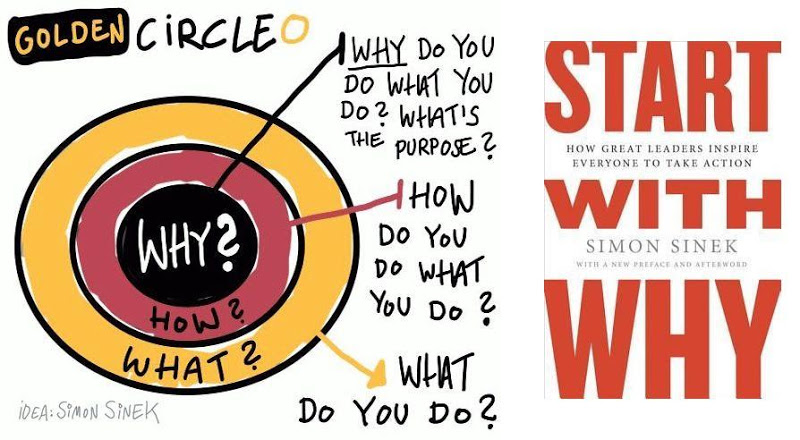 GOLDEN CiRCLE
WHY DO YOU
DO WHAT YOU
DO? WHAT'S
THE PURPOSE?
WHY?
HOW?
WHAT?
HOW
DO YOU
DO WHAT
YOU DO?
WHAT
DO YOU DO?
iDEA: SiMON SiNEK
START
HOW GREAT LEADERS INSPIRE
EVERYONE TO TAKE ACTION
WITH
SIMON SINEK
WITH A NEW PREFACE AND AFTERWORD
WHY